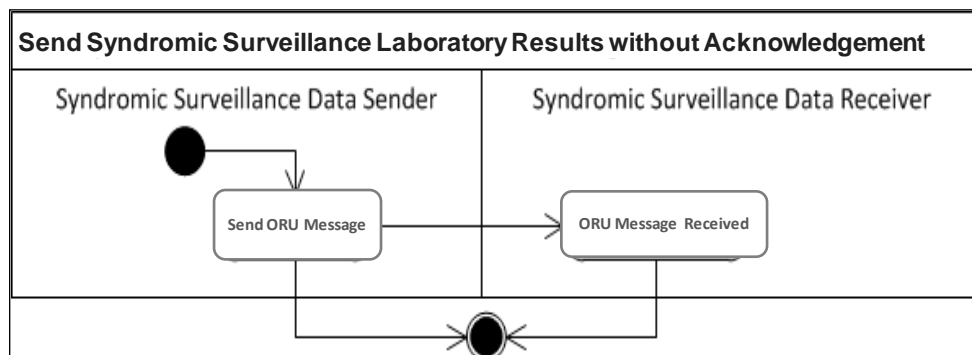 Send Syndromic Surveillance Laboratory Results without Acknowledgement
Syndromic Surveillance Data Sender
Syndromic Surveillance Data Receiver
Send ORU Message
ORU Message Received